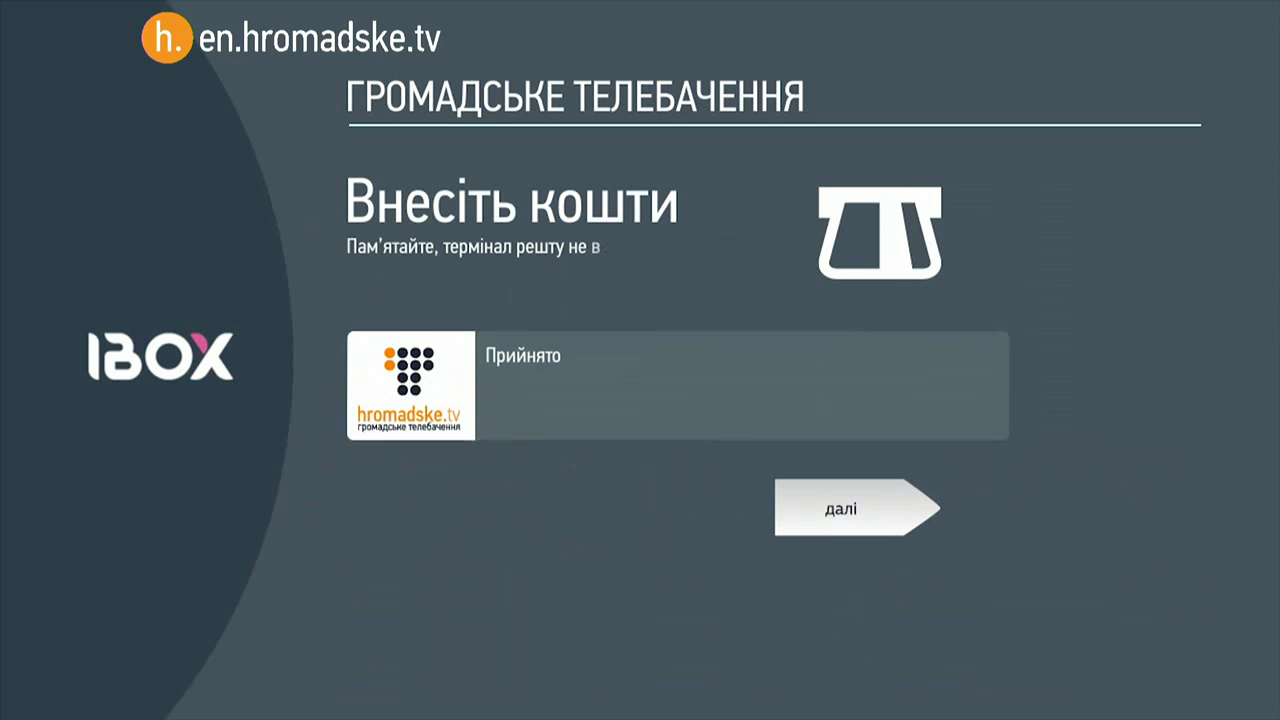 h. en.hromadske.tv
ГРОМАДСЬКЕ ТЕЛЕБАЧЕННЯ
Внесіть кошти
Пам'ятайте, термінал решту не в
IBOX
Прийнято
hromadske.tv
громадське телебачення
далі